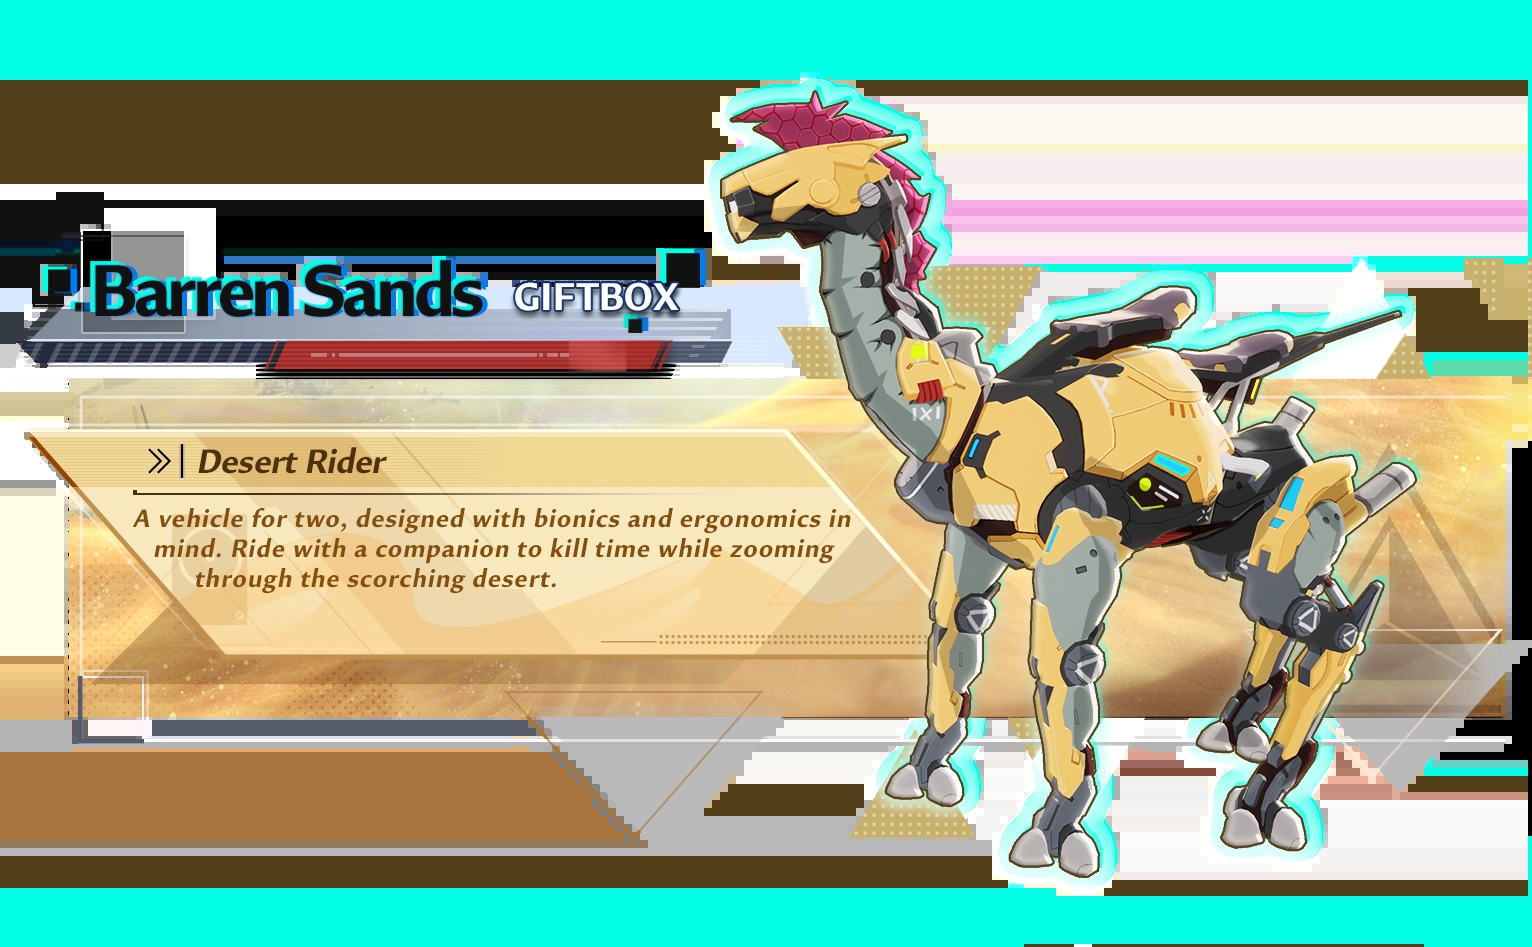 Barren Sands GIFTBOX
Desert Rider
A vehicle for two, designed with bionics and ergonomics in
mind. Ride with a companion to kill time while zooming
through the scorching desert.
IXI